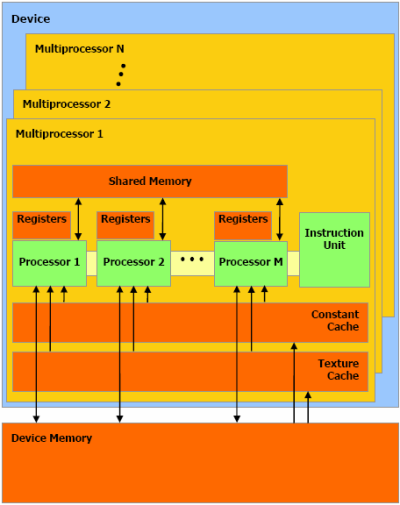 Device
Multiprocessor N
Multiprocessor 2
Multiprocessor 1
Shared Memory
Registers Registers Registers
Processor 1 Processor 2 Processor M
Instruction
Unit
Constant
Cache
Texture
Cache
Device Memory